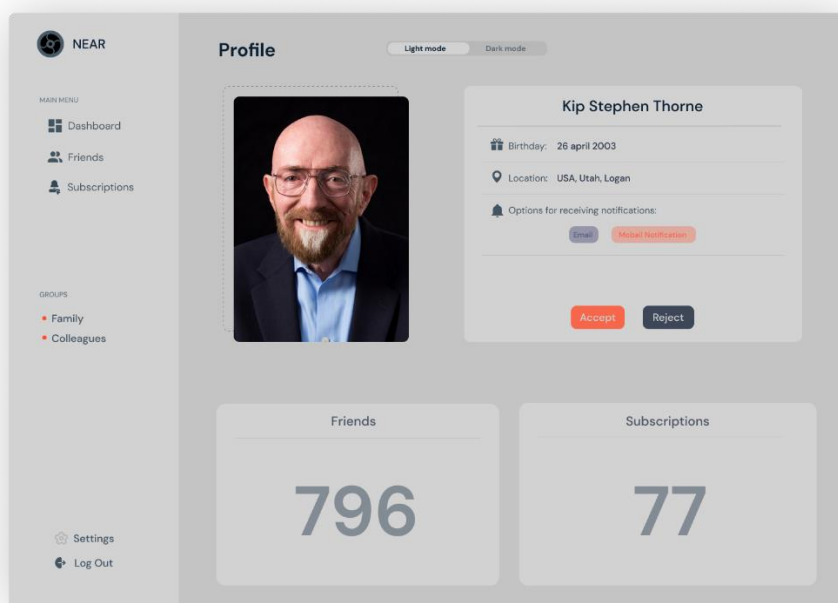 NEAR
MAIN MENU
Dashboard
Friends
Subscriptions
GROUPS
Family
Colleagues
Settings
Log Out
Profile
Light mode Dark mode
Kip Stephen Thorne
Birthday: 26 april 2003
Location: USA, Utah, Logan
Options for receiving notifications:
Email Mobail Notification
Accept Reject
Friends
796
Subscriptions
77